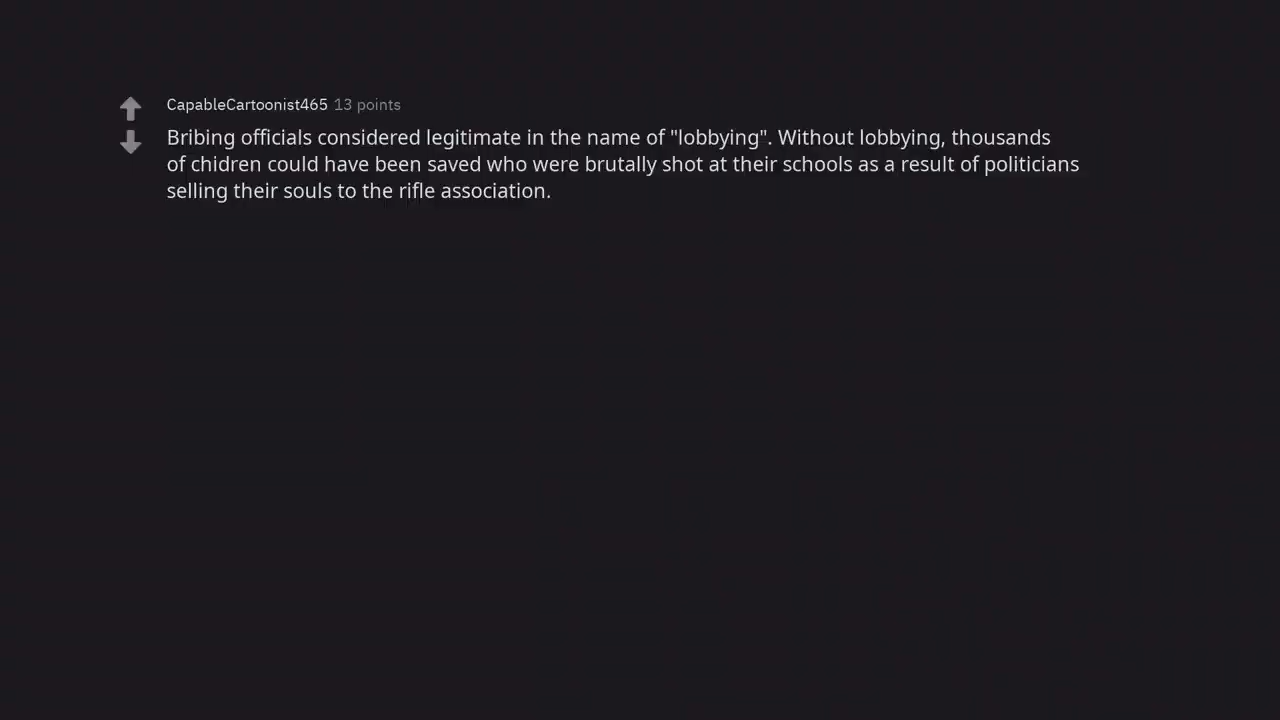 CapableCartoonist465 13 points
Bribing officials considered legitimate in the name of "lobbying". Without lobbying, thousands
of chidren could have been saved who were brutally shot at their schools as a result of politicians
selling their souls to the rifle association.